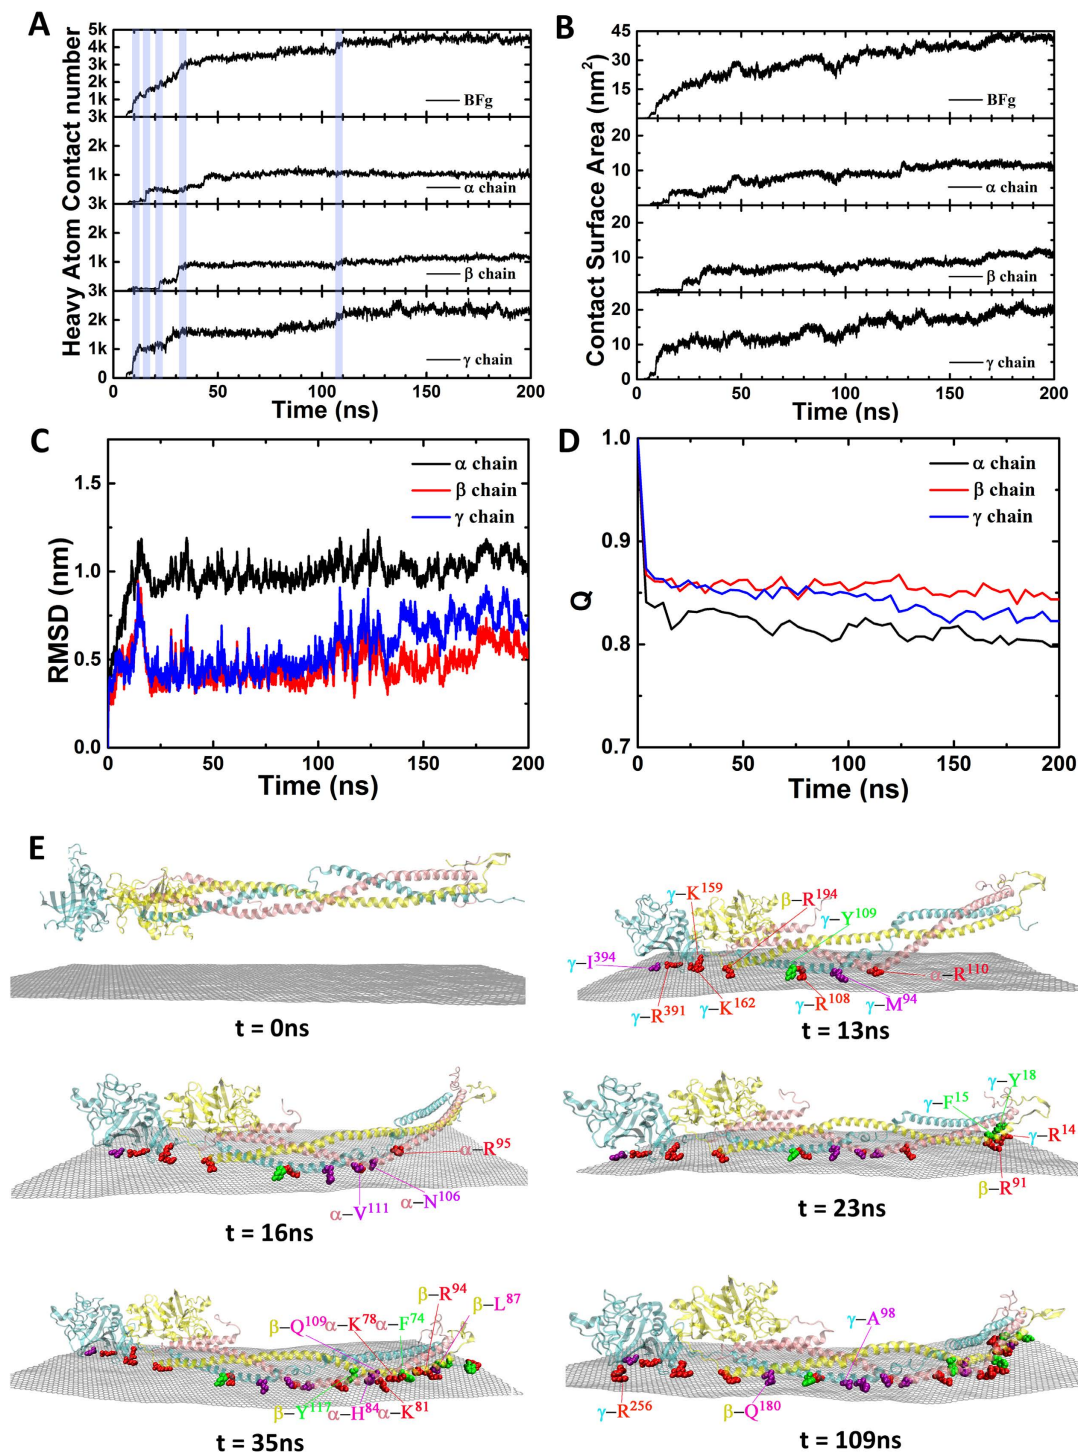 A
B
Heavy Atom Contact number
5k
4k
3k
2k
1k
3k
2k
1k
3k
2k
1k
3k
2k
1k
0
BFg
α chain
β chain
γ chain
0 50 100 150 200
Time (ns)
Contact Surface Area (nm²)
45
30
15
0
20
10
0
20
10
0
20
10
0
BFg
α chain
β chain
γ chain
0 50 100 150 200
Time (ns)
C
D
RMSD (nm)
1.5
1.0
0.5
0.0
α chain
β chain
γ chain
0 50 100 150 200
Time (ns)
Q
1.0
0.9
0.8
0.7
α chain
β chain
γ chain
0 50 100 150 200
Time (ns)
E
t = 0ns
γ–K¹⁵⁹
β–R¹⁹⁴
γ–Y¹⁰⁹
γ–I³⁹⁴
α–R¹¹⁰
γ–R³⁹¹
γ–K¹⁶²
γ–R¹⁰⁸
γ–M⁹⁴
t = 13ns
α–R⁹⁵
α–N¹⁰⁶
α–V¹¹¹
t = 16ns
γ–Y¹⁸
γ–F¹⁵
γ–R¹⁴
β–R⁹¹
t = 23ns
β–R⁹⁴
β–L⁸⁷
β–Q¹⁰⁹
α–K⁷⁸
α–F⁷⁴
β–Y¹¹⁷
α–H⁸⁴
α–K⁸¹
t = 35ns
γ–A⁹⁸
γ–R²⁵⁶
β–Q¹⁸⁰
t = 109ns